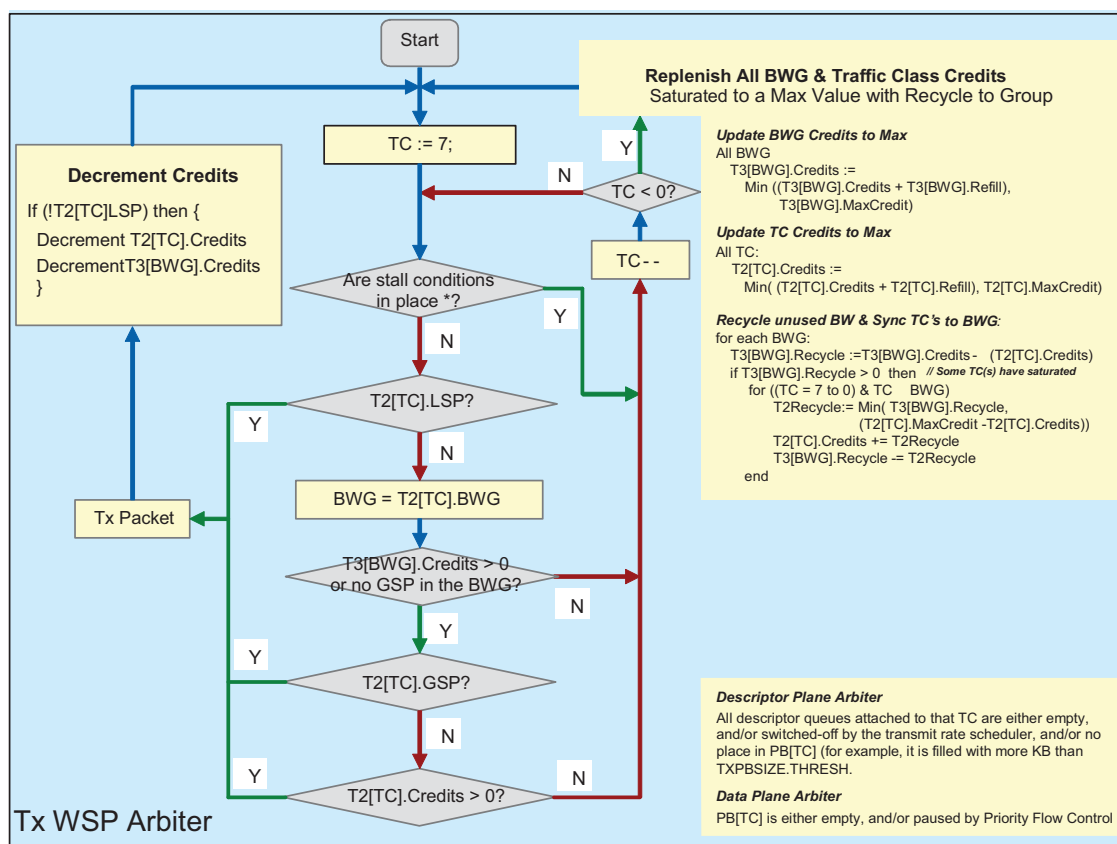 Start
TC := 7;
Decrement Credits
If (!T2[TC]LSP) then {
Decrement T2[TC].Credits
DecrementT3[BWG].Credits
}
Replenish All BWG & Traffic Class Credits
Saturated to a Max Value with Recycle to Group
Update BWG Credits to Max
All BWG
T3[BWG].Credits :=
Min ((T3[BWG].Credits + T3[BWG].Refill),
T3[BWG].MaxCredit)
Update TC Credits to Max
All TC:
T2[TC].Credits :=
Min( (T2[TC].Credits + T2[TC].Refill), T2[TC].MaxCredit)
Recycle unused BW & Sync TC's to BWG:
for each BWG:
T3[BWG].Recycle :=T3[BWG].Credits - (T2[TC].Credits)
if T3[BWG].Recycle > 0 then // Some TC(s) have saturated
for ((TC = 7 to 0) & TC BWG)
T2Recycle:= Min( T3[BWG].Recycle,
(T2[TC].MaxCredit -T2[TC].Credits))
T2[TC].Credits += T2Recycle
T3[BWG].Recycle -= T2Recycle
end
Y
N
TC < 0?
TC - -
Are stall conditions
in place *?
Y
N
T2[TC].LSP?
Y
N
BWG = T2[TC].BWG
Tx Packet
T3[BWG].Credits > 0
or no GSP in the BWG?
N
Y
T2[TC].GSP?
Y
N
T2[TC].Credits > 0?
Y
N
Tx WSP Arbiter
Descriptor Plane Arbiter
All descriptor queues attached to that TC are either empty,
and/or switched-off by the transmit rate scheduler, and/or no
place in PB[TC] (for example, it is filled with more KB than
TXPBSIZE.THRESH.
Data Plane Arbiter
PB[TC] is either empty, and/or paused by Priority Flow Control